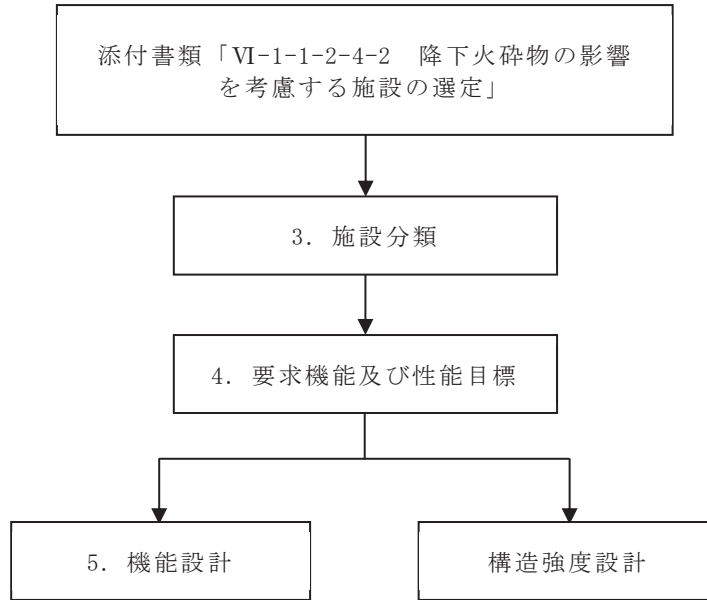 添付書類「Ⅵ-1-1-2-4-2　降下火砕物の影響
を考慮する施設の選定」
3. 施設分類
4. 要求機能及び性能目標
5. 機能設計
構造強度設計